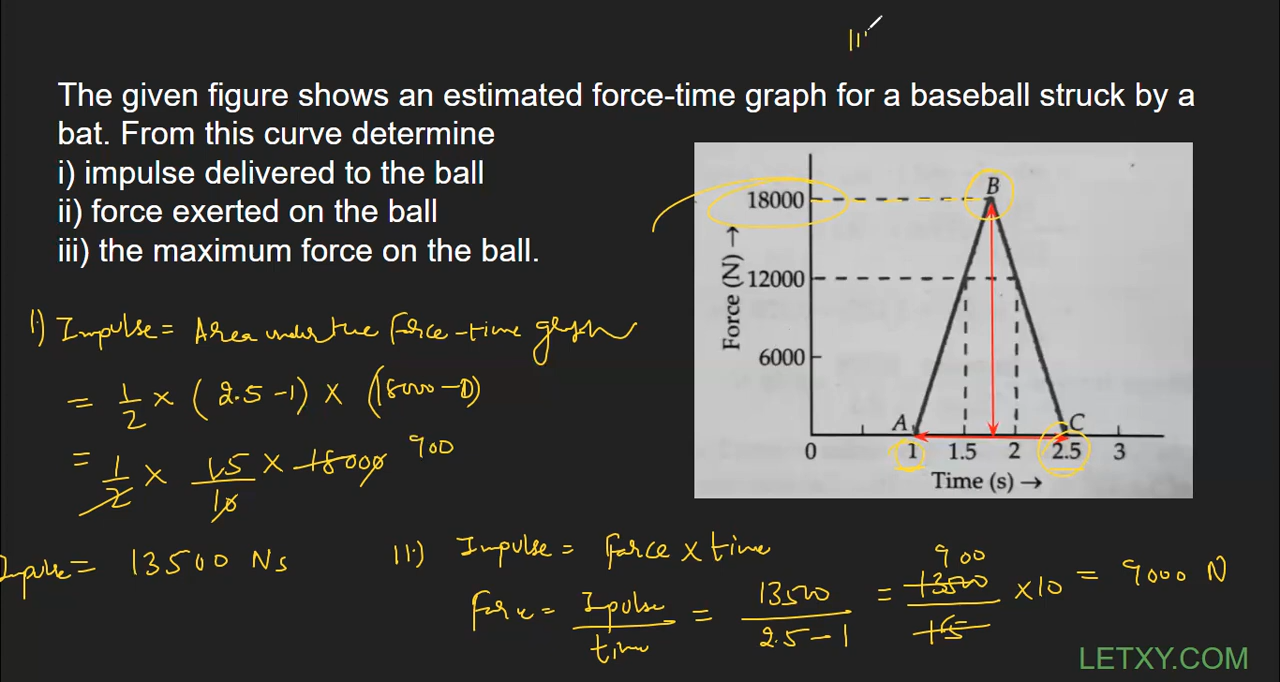 The given figure shows an estimated force-time graph for a baseball struck by a
bat. From this curve determine
i) impulse delivered to the ball
ii) force exerted on the ball
iii) the maximum force on the ball.
B
18000
12000
6000
Force (N) →
A
C
0 1 1.5 2 2.5 3
Time (s) →
i) Impulse = Area under the force-time graph
= 1/2 × (2.5 - 1) × (18000 - 0)
= 1/2 × 15/10 × 18000 900
Impulse = 13500 Ns
ii) Impulse = force × time
Force = Impulse/time = 13500/2.5-1 = 13500/15 900 × 10 = 9000 N
LETXY.COM